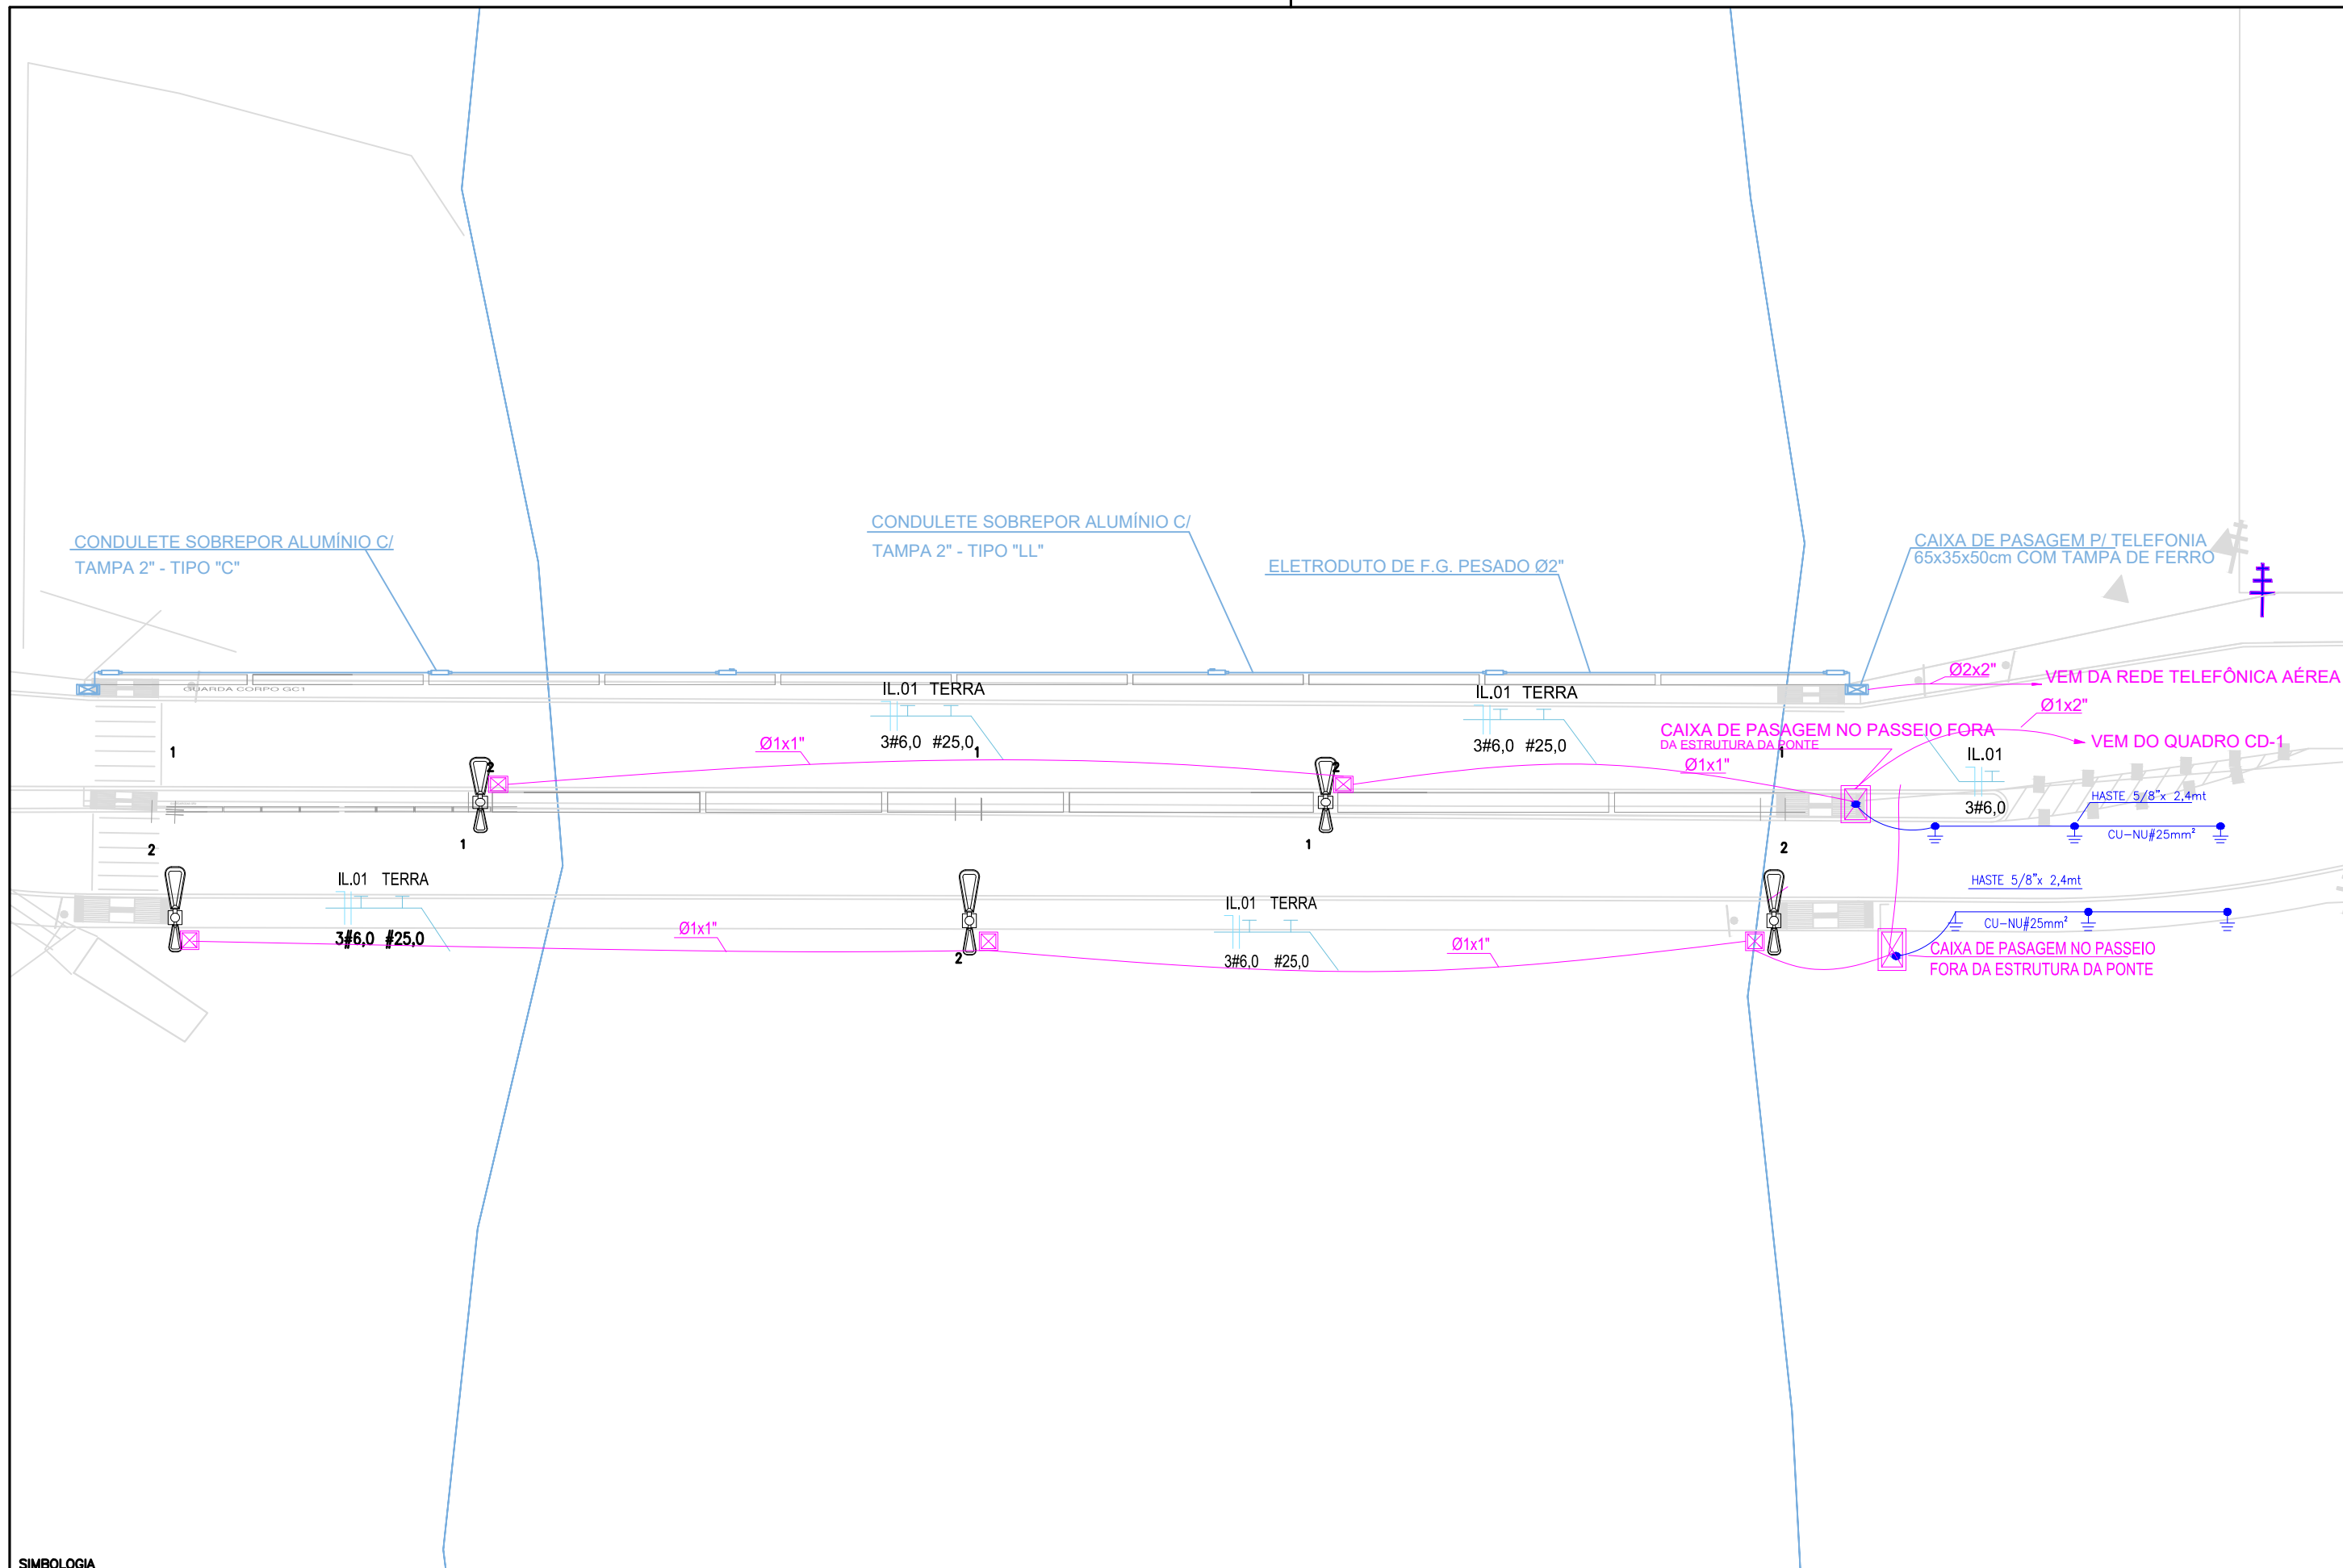 CONDULETE SOBREPOR ALUMÍNIO C/
TAMPA 2" - TIPO "C"
CONDULETE SOBREPOR ALUMÍNIO C/
TAMPA 2" - TIPO "LL"
ELETRODUTO DE F.G. PESADO Ø2"
CAIXA DE PASAGEM P/ TELEFONIA
65x35x50cm COM TAMPA DE FERRO
GUARDA CORPO GC1
IL.01 TERRA
3#6,0 #25,0
IL.01 TERRA
3#6,0 #25,0
Ø2x2"
VEM DA REDE TELEFÔNICA AÉREA
Ø1x2"
CAIXA DE PASAGEM NO PASSEIO FORA
DA ESTRUTURA DA PONTE
VEM DO QUADRO CD-1
Ø1x1"
Ø1x1"
IL.01
3#6,0
1
1
1
2
2
HASTE 5/8"x 2,4mt
CU-NU#25mm²
2
1
1
2
IL.01 TERRA
3#6,0 #25,0
HASTE 5/8"x 2,4mt
CU-NU#25mm²
IL.01 TERRA
3#6,0 #25,0
Ø1x1"
Ø1x1"
2
CAIXA DE PASAGEM NO PASSEIO
FORA DA ESTRUTURA DA PONTE
SIMBOLOGIA